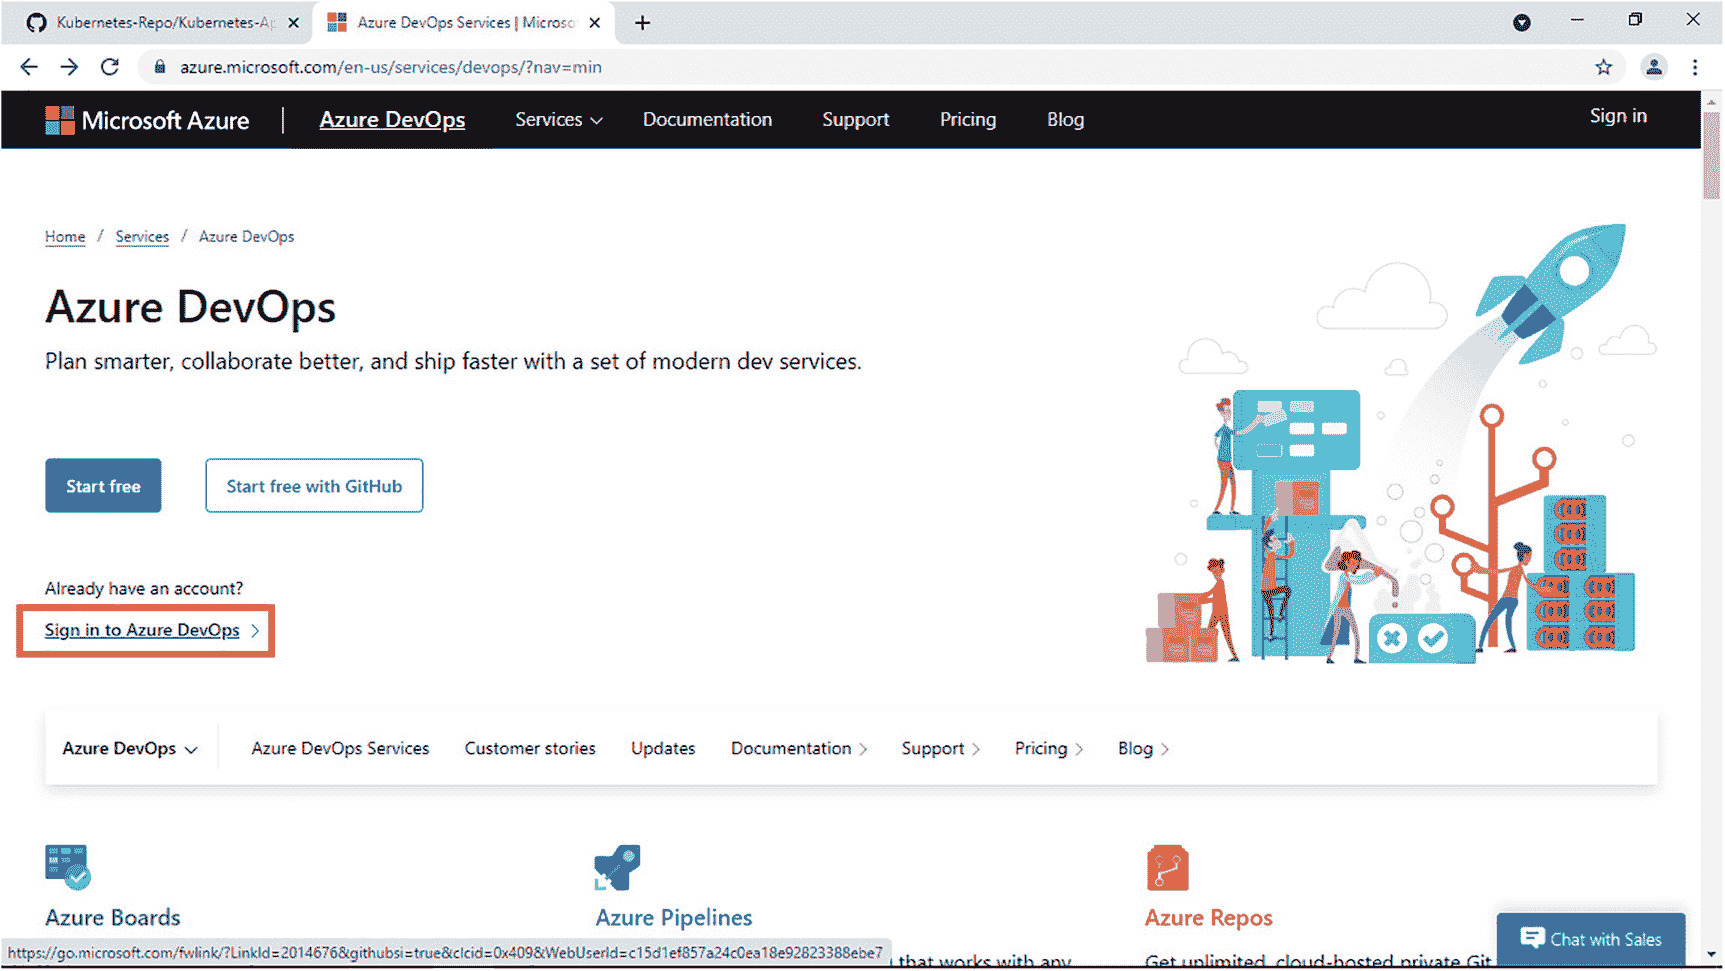 Kubernetes-Repo/Kubernetes-Ap
Azure DevOps Services | Microso
azure.microsoft.com/en-us/services/devops/?nav=min
Microsoft Azure
Azure DevOps
Services
Documentation
Support
Pricing
Blog
Sign in
Home / Services / Azure DevOps
Azure DevOps
Plan smarter, collaborate better, and ship faster with a set of modern dev services.
Start free
Start free with GitHub
Already have an account?
Sign in to Azure DevOps
Azure DevOps
Azure DevOps Services
Customer stories
Updates
Documentation
Support
Pricing
Blog
Azure Boards
Azure Pipelines
Azure Repos
Chat with Sales
https://go.microsoft.com/fwlink/?LinkId=2014676&githubsi=true&clcid=0x409&WebUserId=c15d1ef857a24c0ea18e92823388ebe7
that works with any
Get unlimited, cloud-hosted private Git